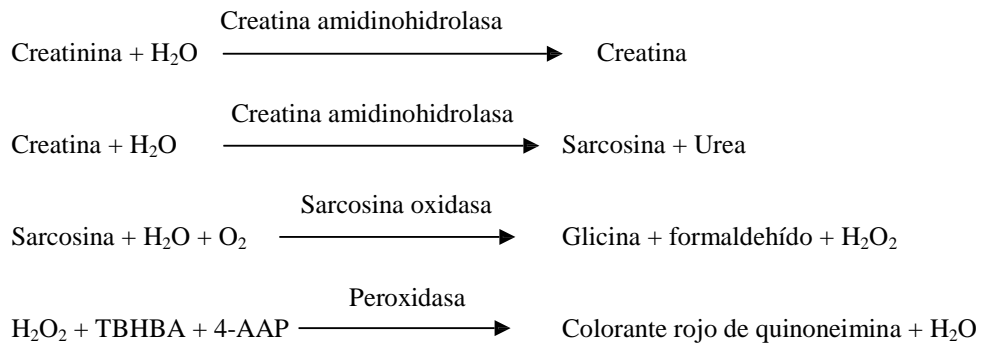 Creatina amidinohidrolasa
Creatinina + H₂O Creatina
Creatina amidinohidrolasa
Creatina + H₂O Sarcosina + Urea
Sarcosina oxidasa
Sarcosina + H₂O + O₂ Glicina + formaldehído + H₂O₂
Peroxidasa
H₂O₂ + TBHBA + 4-AAP Colorante rojo de quinoneimina + H₂O